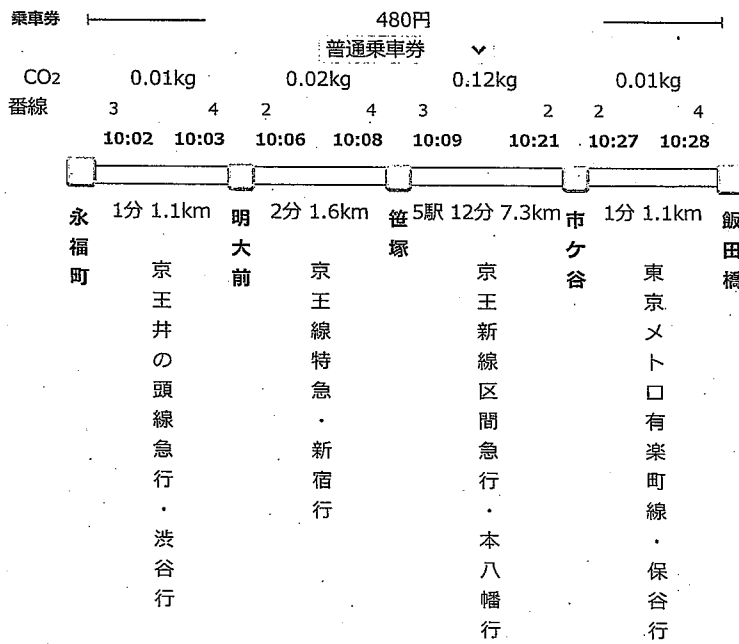 乗車券 480円
普通乗車券
CO2 0.01kg 0.02kg 0.12kg 0.01kg
番線 3 4 2 4 3 2 2 4
10:02 10:03 10:06 10:08 10:09 10:21 10:27 10:28
1分 1.1km 2分 1.6km 5駅 12分 7.3km 1分 1.1km
永福町
明大前
笹塚
市ケ谷
飯田橋
京王井の頭線急行・渋谷行
京王線特急・新宿行
京王新線区間急行・本八幡行
東京メトロ有楽町線・保谷行